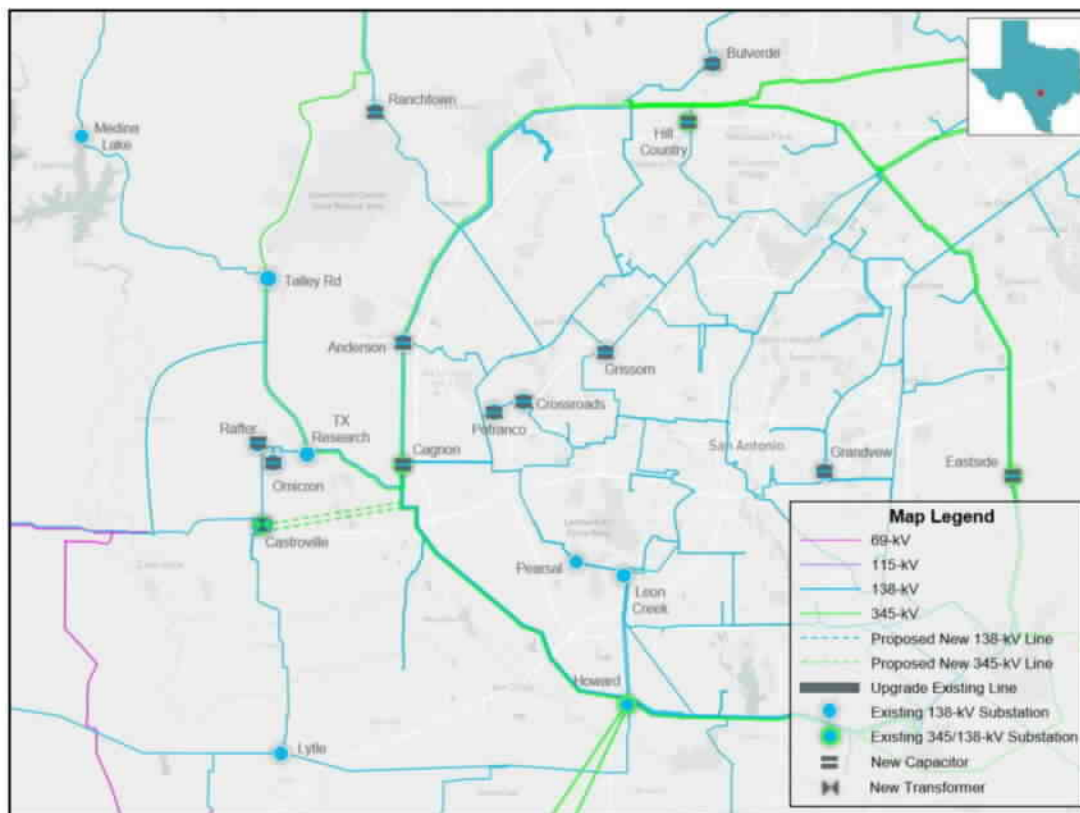 Bulverde
Ranchtown
Medina
Lake
Hill
Country
Talley Rd
Anderson
Grissom
Crossroads
Potranco
Raffer
TX
Research
Omicron
Cagnon
San Antonio
Grandview
Eastside
Castroville
Pearsal
Leon
Creek
Howard
Lytle
Map Legend
69-kV
115-kV
138-kV
345-kV
Proposed New 138-kV Line
Proposed New 345-kV Line
Upgrade Existing Line
Existing 138-kV Substation
Existing 345/138-kV Substation
New Capacitor
New Transformer